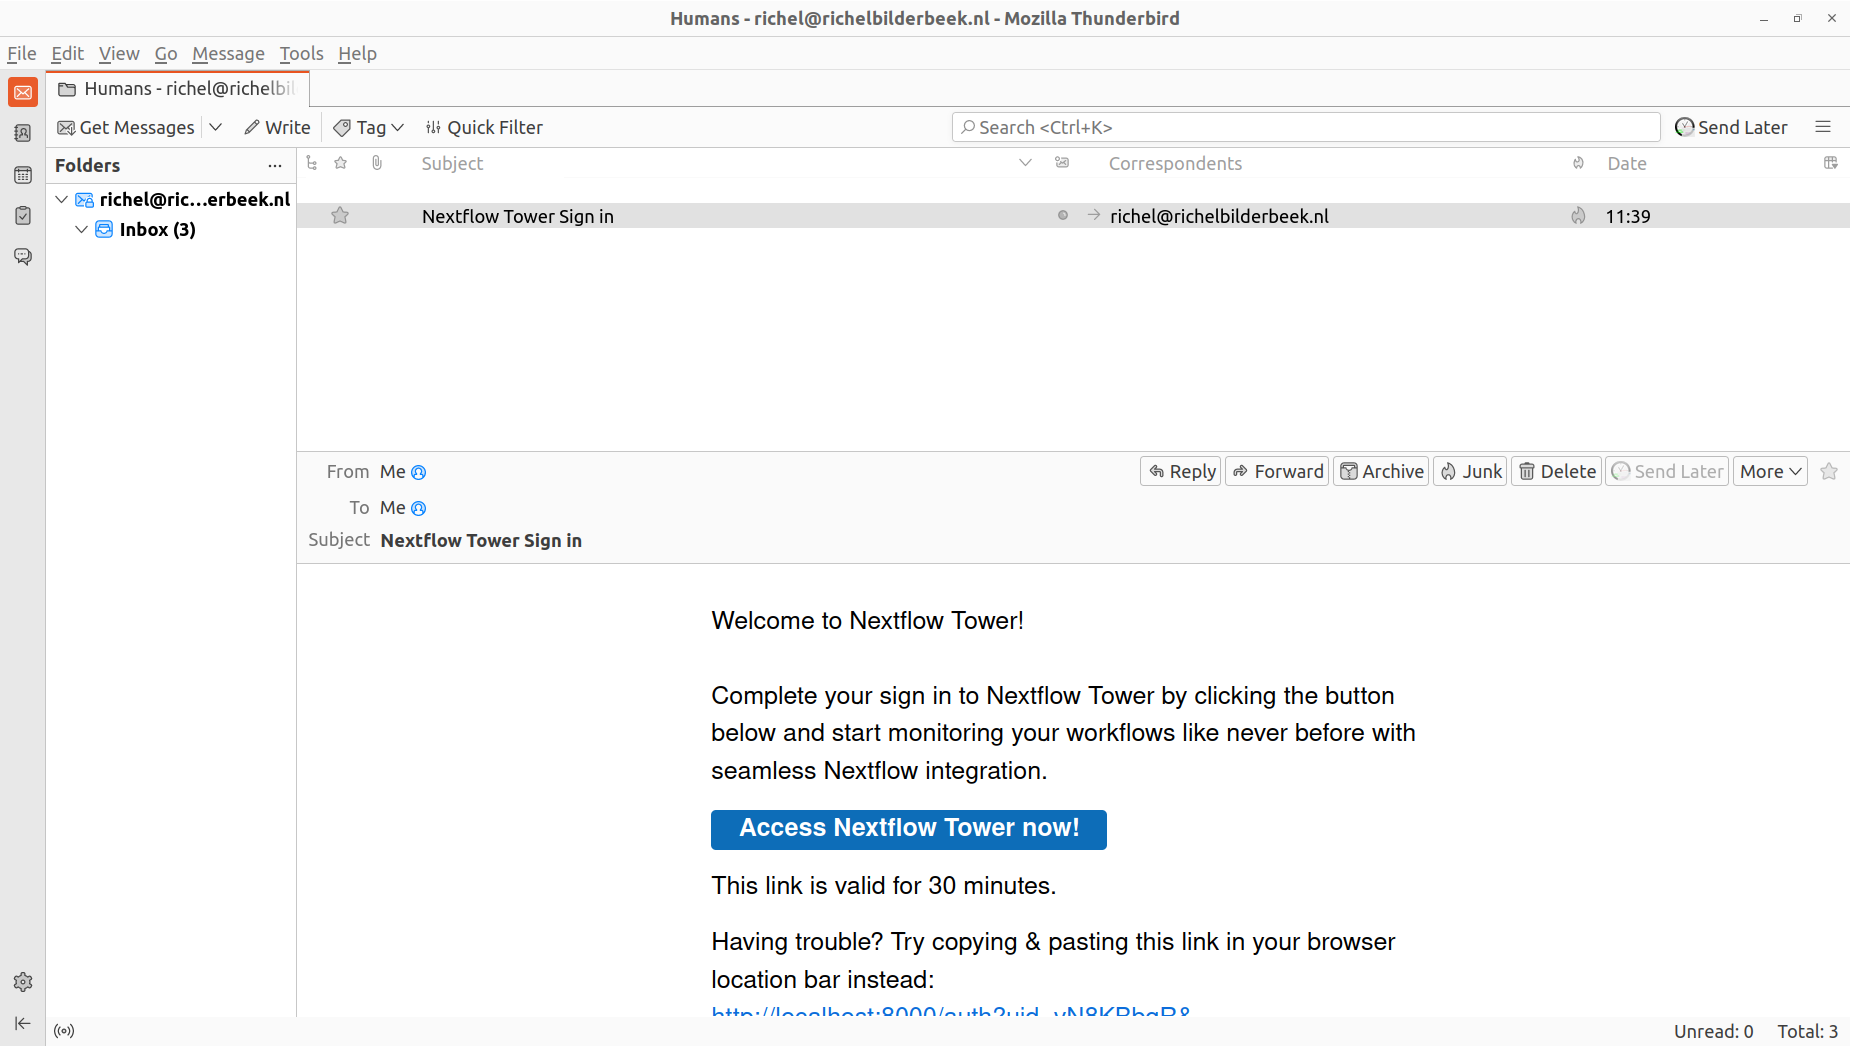 Humans - richel@richelbilderbeek.nl - Mozilla Thunderbird
File Edit View Go Message Tools Help
Humans - richel@richelbil
Get Messages Write Tag Quick Filter Search <Ctrl+K> Send Later
Folders ... Subject Correspondents Date
richel@ric...erbeek.nl
Nextflow Tower Sign in richel@richelbilderbeek.nl 11:39
Inbox (3)
From Me Reply Forward Archive Junk Delete Send Later More
To Me
Subject Nextflow Tower Sign in
Welcome to Nextflow Tower!
Complete your sign in to Nextflow Tower by clicking the button
below and start monitoring your workflows like never before with
seamless Nextflow integration.
Access Nextflow Tower now!
This link is valid for 30 minutes.
Having trouble? Try copying & pasting this link in your browser
location bar instead:
Unread: 0 Total: 3